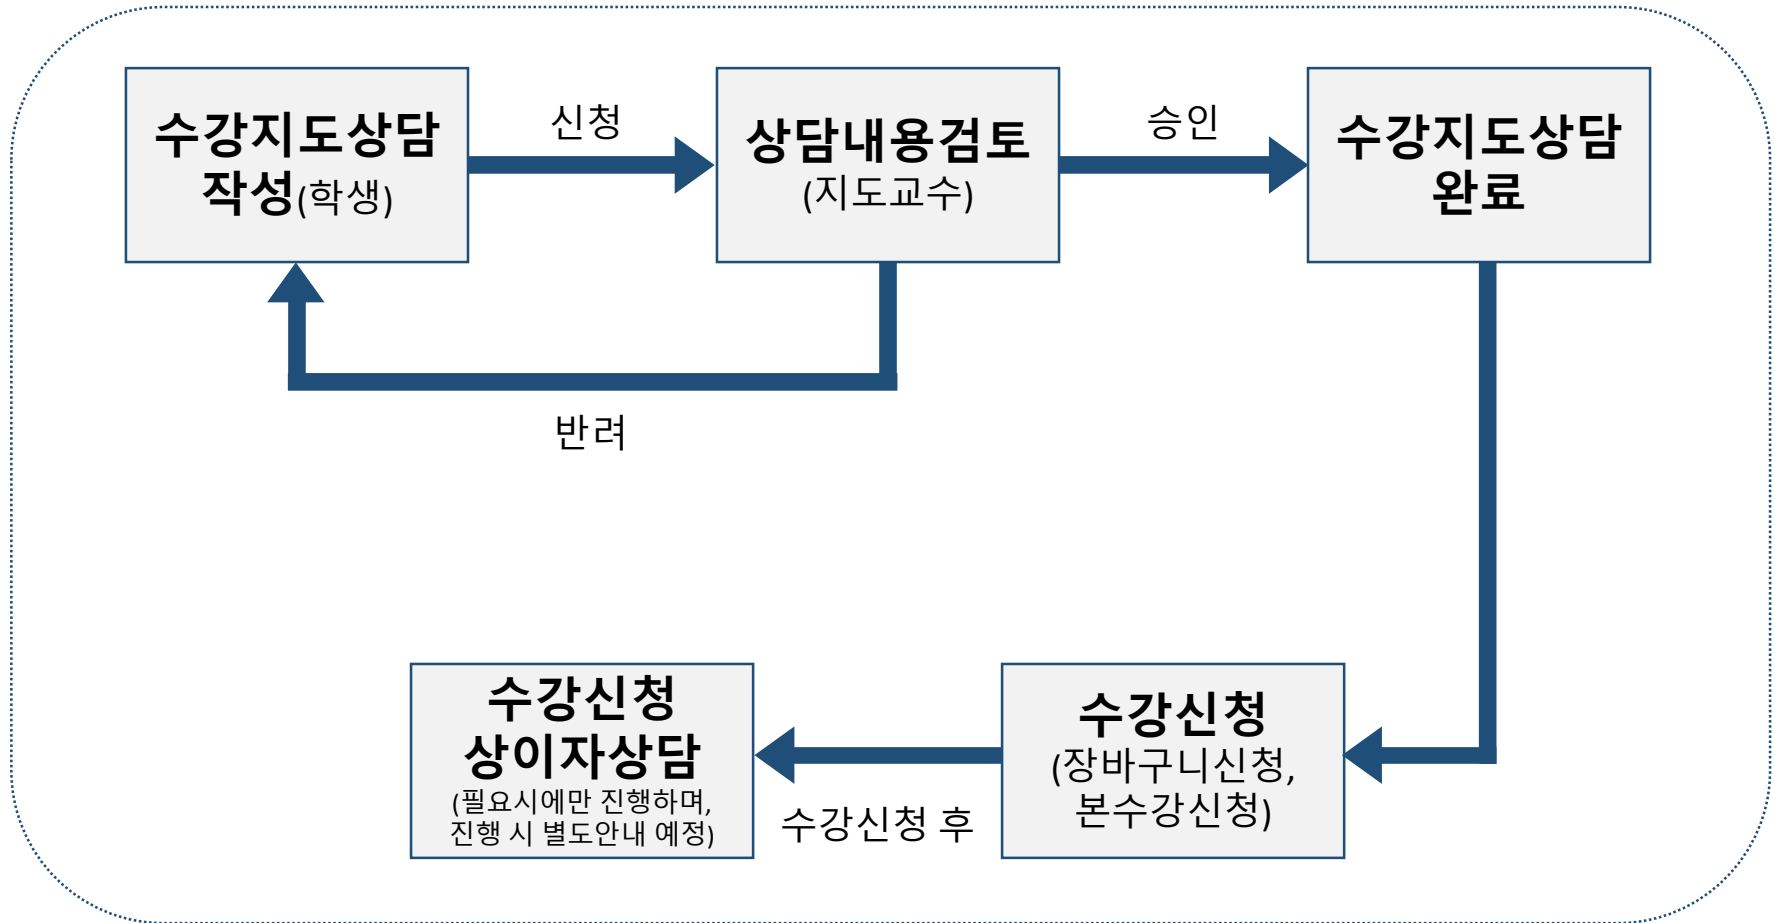 수강지도상담
작성(학생)
신청
상담내용검토
(지도교수)
승인
수강지도상담
완료
반려
수강신청
(장바구니신청,
본수강신청)
수강신청 후
수강신청
상이자상담
(필요시에만 진행하며,
진행 시 별도안내 예정)